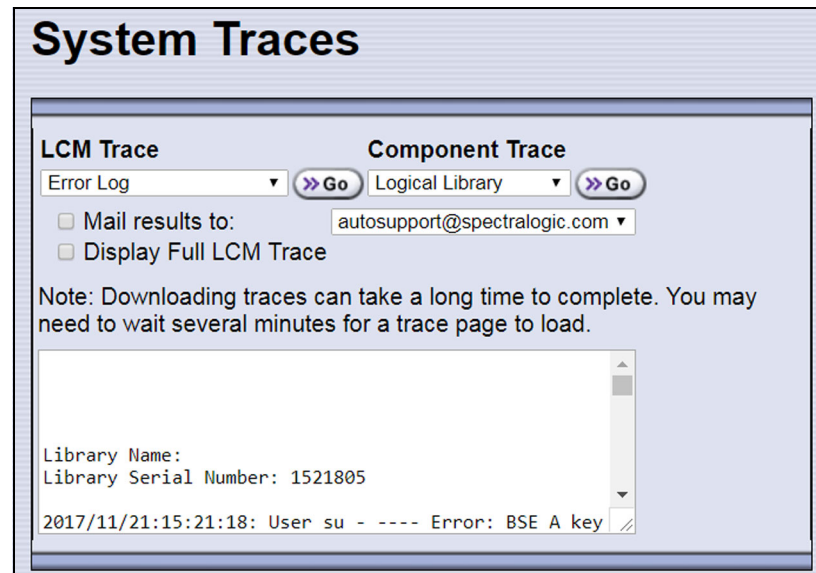 System Traces
LCM Trace Component Trace
Error Log Go Logical Library Go
Mail results to: autosupport@spectralogic.com
Display Full LCM Trace
Note: Downloading traces can take a long time to complete. You may
need to wait several minutes for a trace page to load.
Library Name:
Library Serial Number: 1521805
2017/11/21:15:21:18: User su - ---- Error: BSE A key